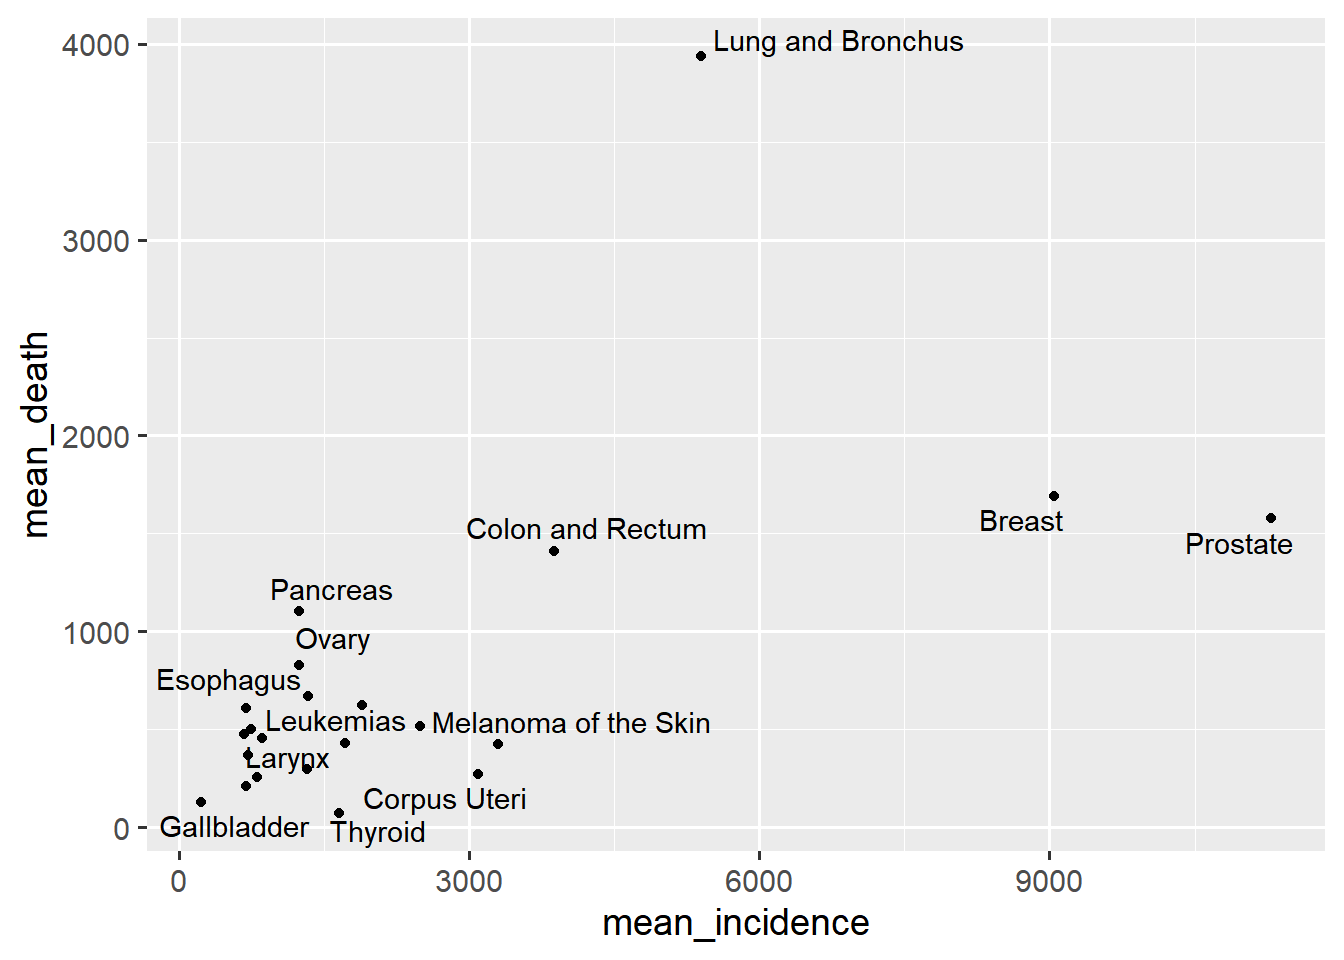 4000
Lung and Bronchus
3000
mean_death
2000
Breast
Colon and Rectum
Prostate
Pancreas
1000
Ovary
Esophagus
Leukemias
Melanoma of the Skin
Larynx
Corpus Uteri
0
Gallbladder
Thyroid
0
3000
6000
9000
mean_incidence